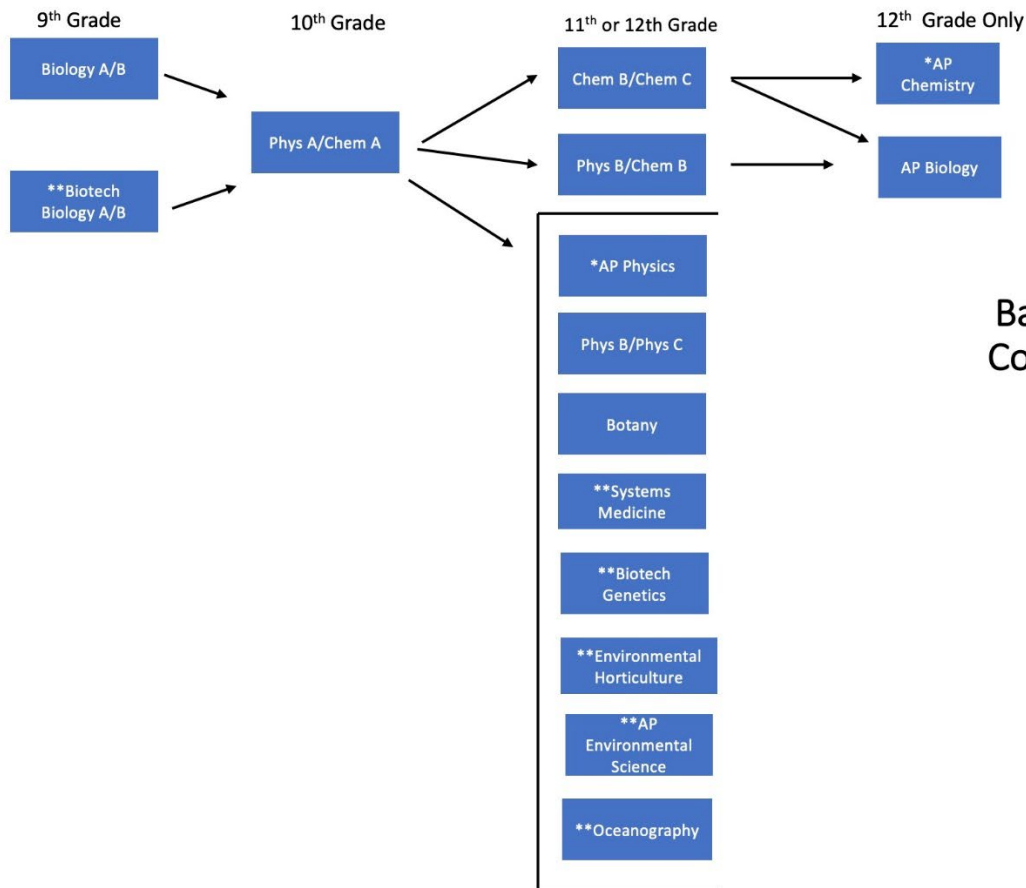 9th Grade
10th Grade
11th or 12th Grade
12th Grade Only
Biology A/B
**Biotech
Biology A/B
Phys A/Chem A
Chem B/Chem C
Phys B/Chem B
*AP Physics
Phys B/Phys C
Botany
**Systems
Medicine
**Biotech
Genetics
**Environmental
Horticulture
**AP
Environmental
Science
**Oceanography
*AP
Chemistry
AP Biology
Ba
Co